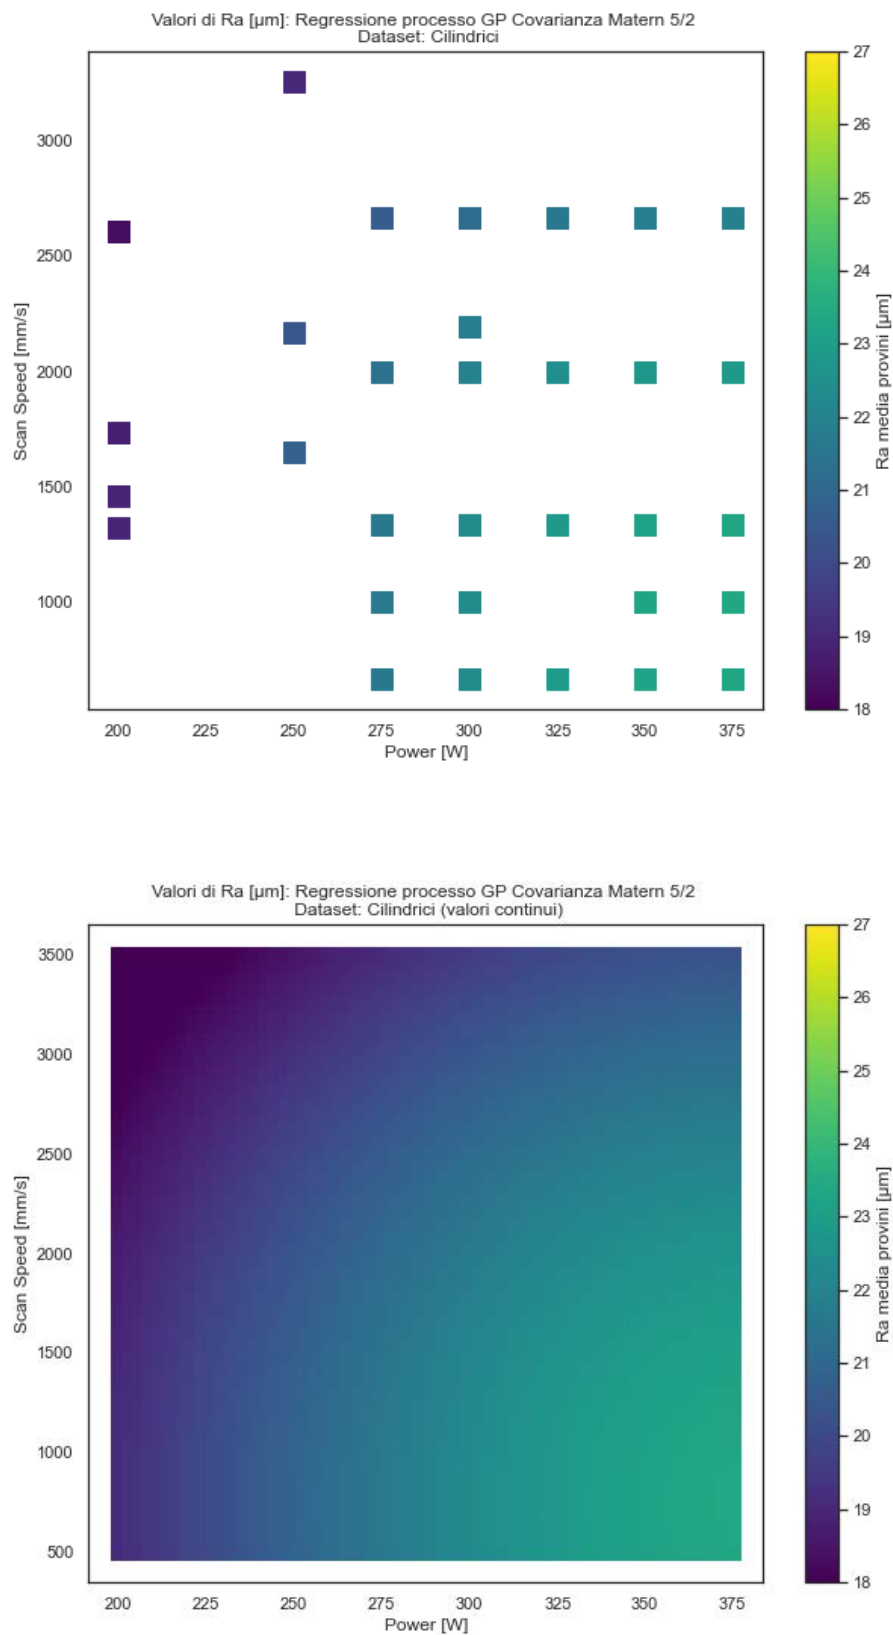 Valori di Ra [µm]: Regressione processo GP Covarianza Matern 5/2
Dataset: Cilindrici
3000
2500
2000
1500
1000
Scan Speed [mm/s]
200 225 250 275 300 325 350 375
Power [W]
27
26
25
24
23
22
21
20
19
18
Ra media provini [µm]
Valori di Ra [µm]: Regressione processo GP Covarianza Matern 5/2
Dataset: Cilindrici (valori continui)
3500
3000
2500
2000
1500
1000
500
Scan Speed [mm/s]
200 225 250 275 300 325 350 375
Power [W]
27
26
25
24
23
22
21
20
19
18
Ra media provini [µm]